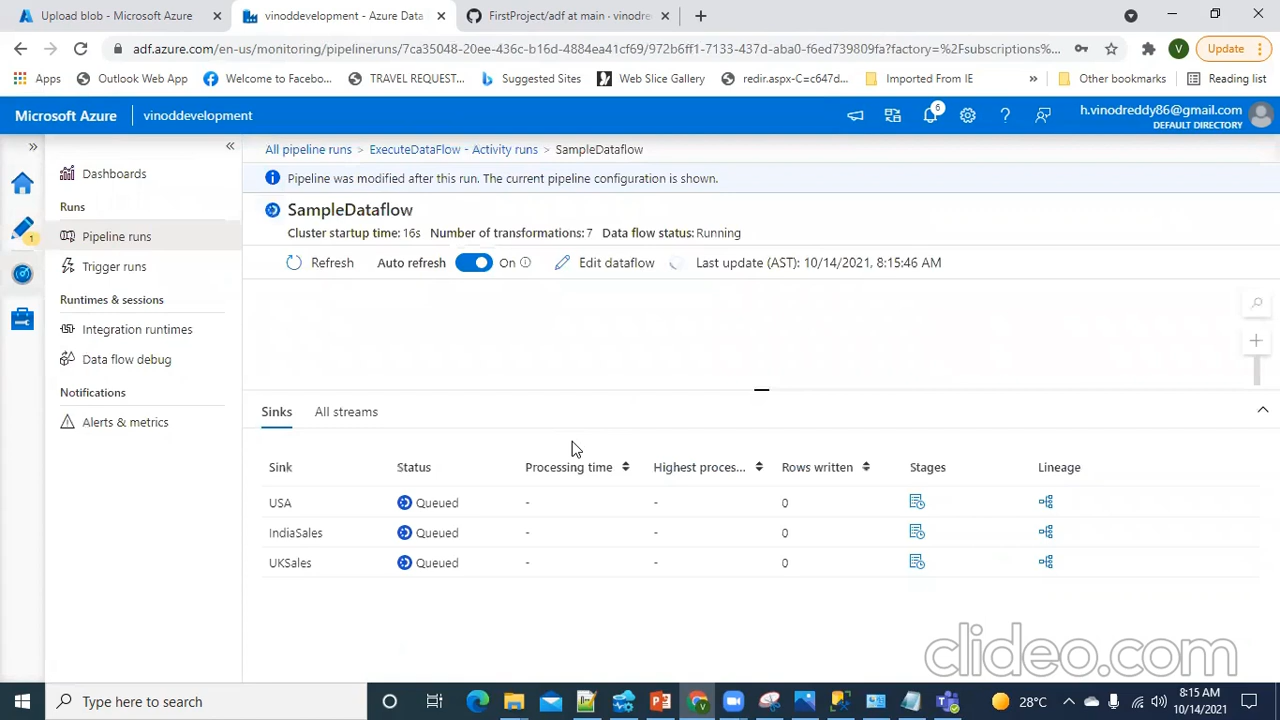 Upload blob - Microsoft Azure
vinoddevelopment - Azure Data
FirstProject/adf at main · vinodre
adf.azure.com/en-us/monitoring/pipelineruns/7ca35048-20ee-436c-b16d-4884ea41cf69/972b6ff1-7133-437d-aba0-f6ed739809fa?factory=%2Fsubscriptions%...
V
Update
Apps
Outlook Web App
Welcome to Facebo...
TRAVEL REQUEST...
Suggested Sites
Web Slice Gallery
redir.aspx-C=c647d...
Imported From IE
»
Other bookmarks
Reading list
Microsoft Azure
vinoddevelopment
6
h.vinodreddy86@gmail.com
DEFAULT DIRECTORY
1
Dashboards
Runs
Pipeline runs
Trigger runs
Runtimes & sessions
Integration runtimes
Data flow debug
Notifications
Alerts & metrics
All pipeline runs > ExecuteDataFlow - Activity runs > SampleDataflow
Pipeline was modified after this run. The current pipeline configuration is shown.
SampleDataflow
Cluster startup time: 16s Number of transformations: 7 Data flow status: Running
Refresh Auto refresh On Edit dataflow Last update (AST): 10/14/2021, 8:15:46 AM
Sinks All streams
Sink Status Processing time Highest proces... Rows written Stages Lineage
USA Queued - - 0
IndiaSales Queued - - 0
UKSales Queued - - 0
clideo.com
Type here to search
28°C
8:15 AM
10/14/2021